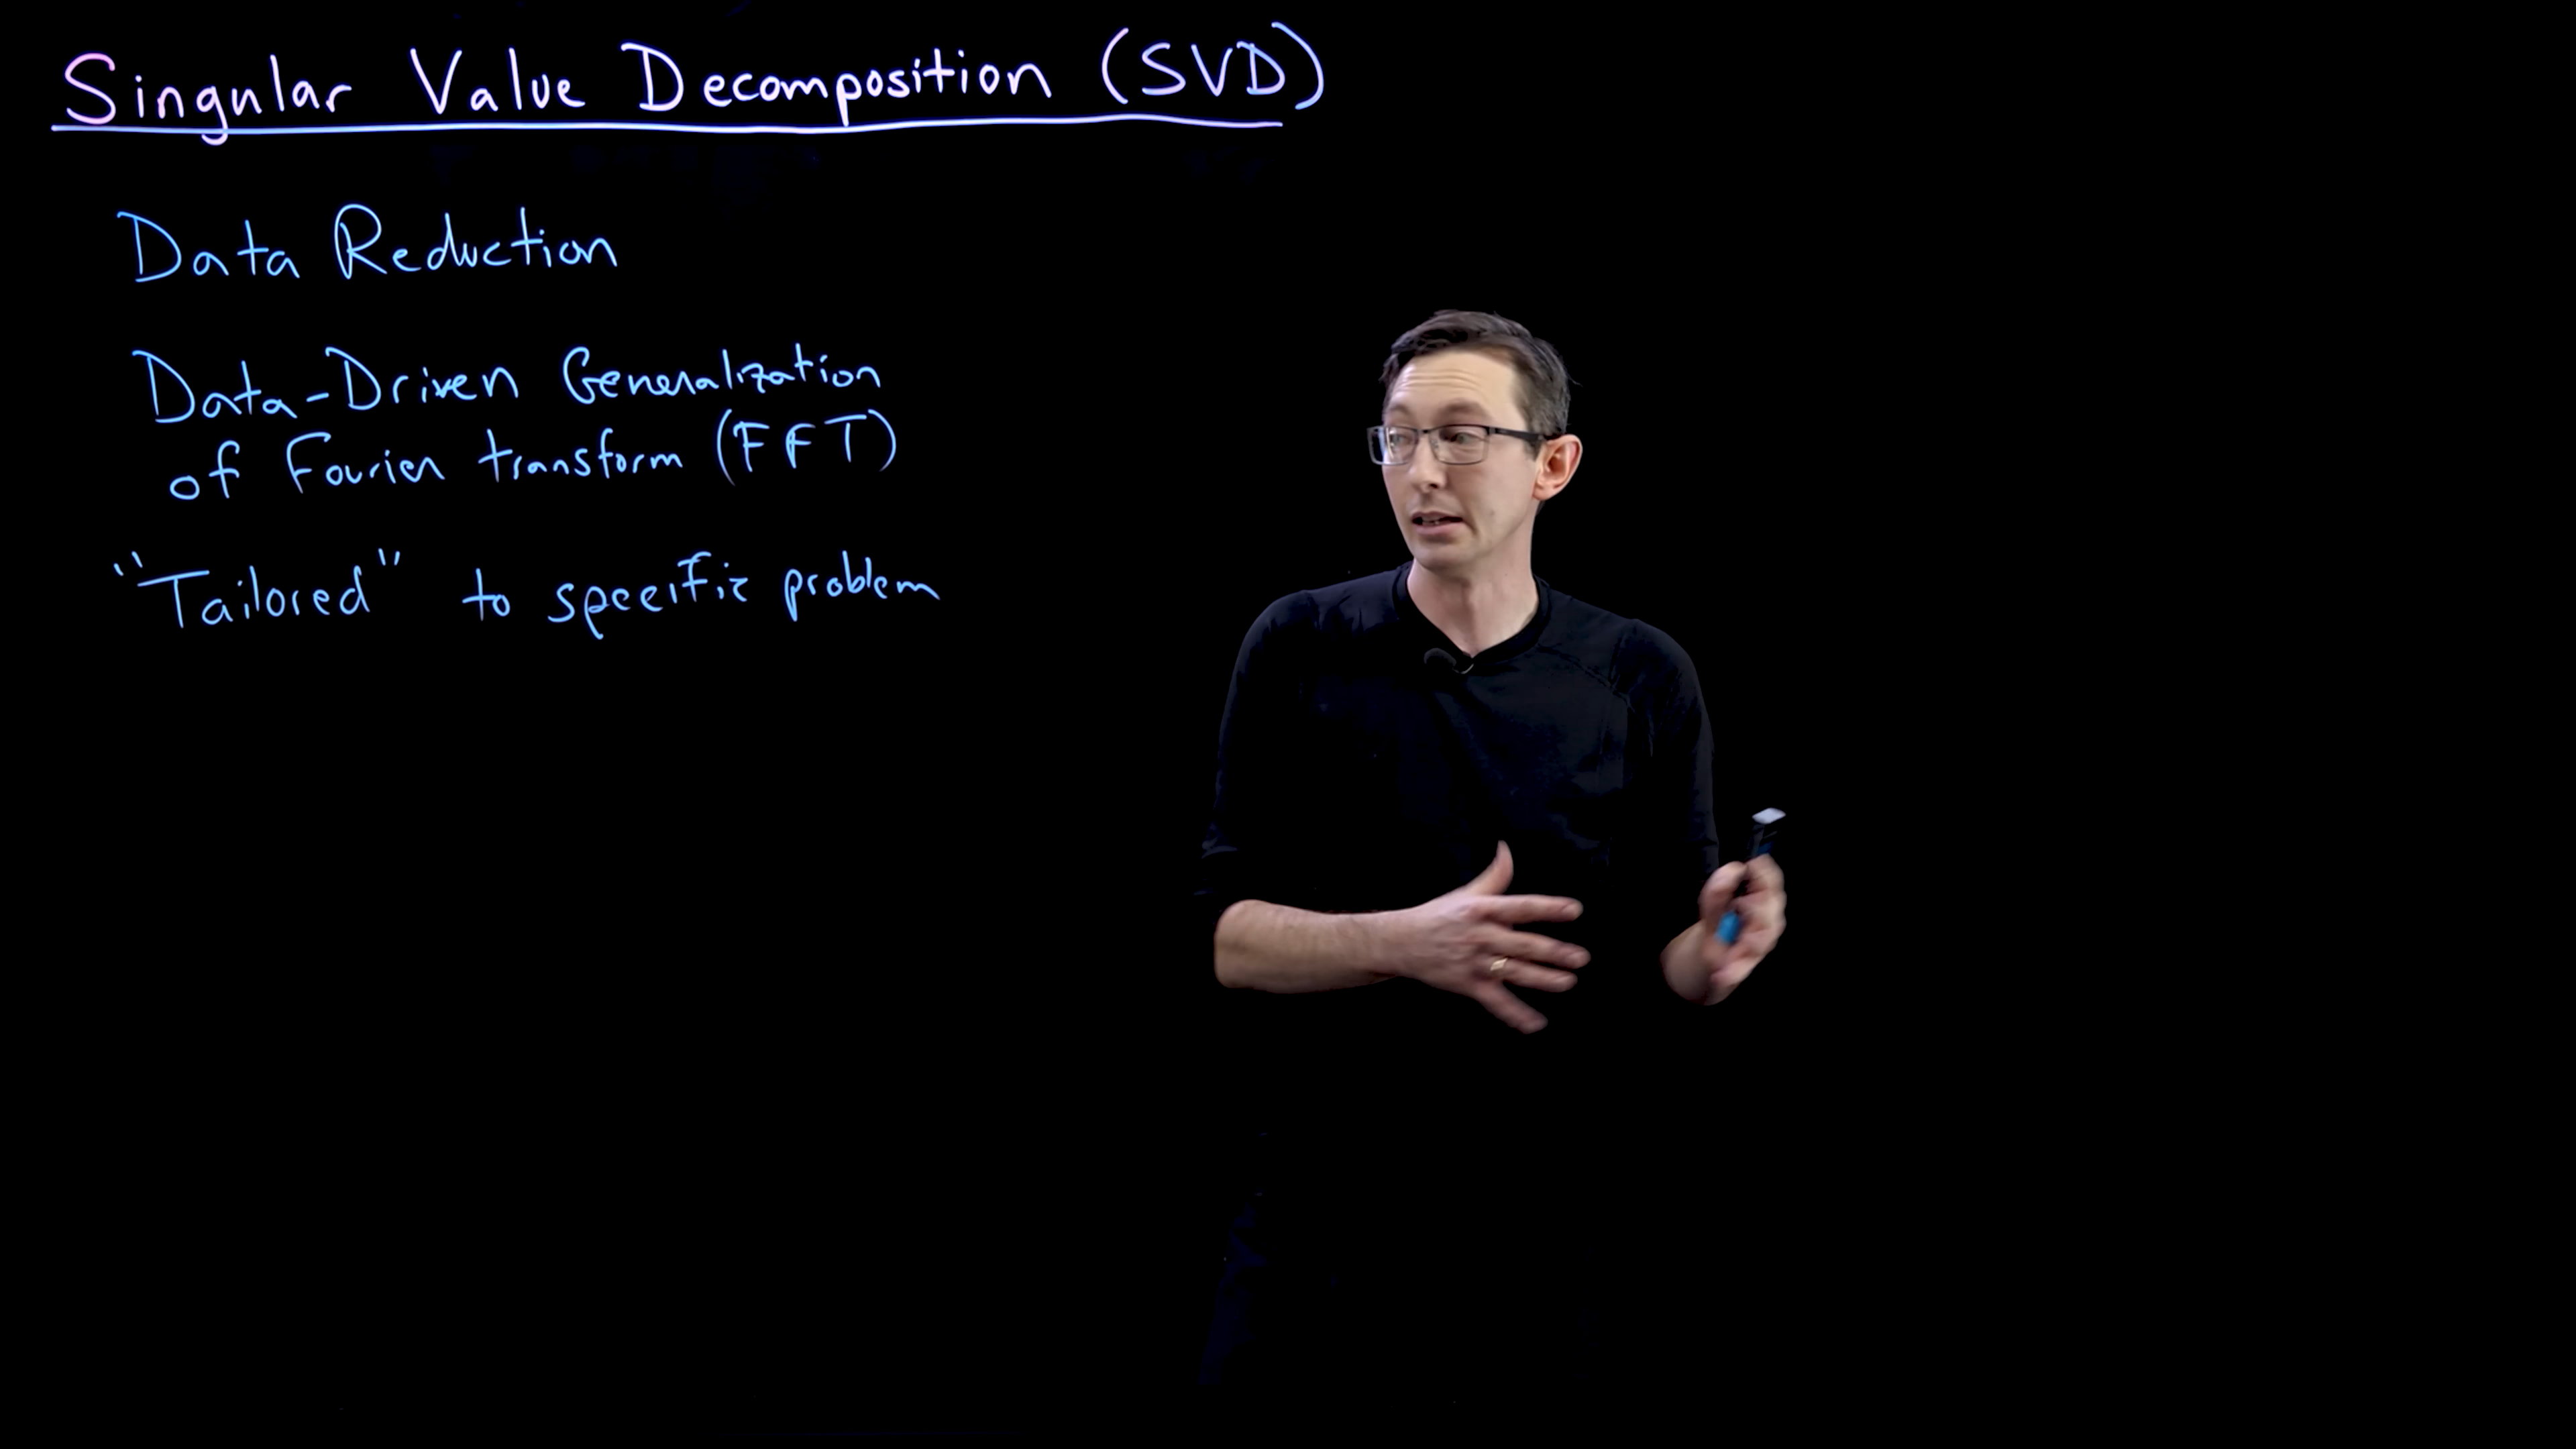 Singular Value Decomposition (SVD)
Data Reduction
Data-Driven Generalization
of Fourier transform (FFT)
"Tailored" to specific problem